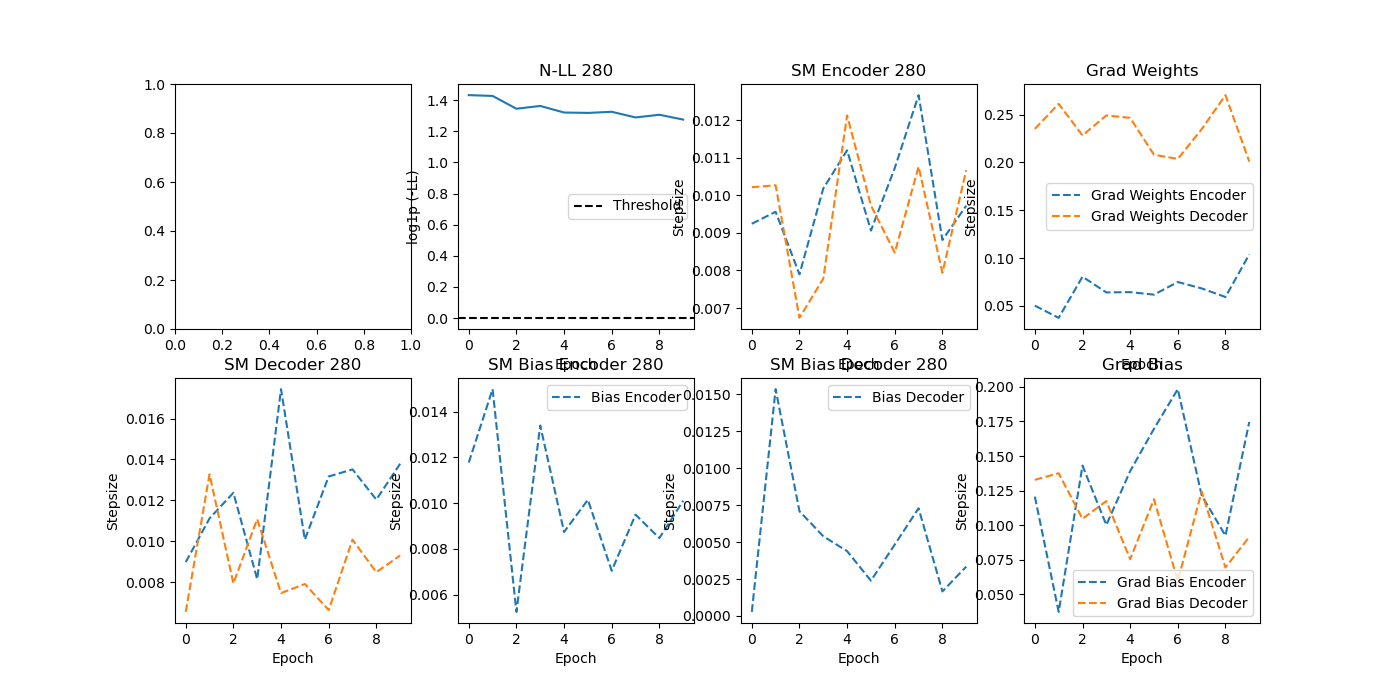 N-LL 280
SM Encoder 280
Grad Weights
1.0
0.8
0.6
0.4
0.2
0.0
0.0 0.2 0.4 0.6 0.8 1.0
log1p (-LL)
1.4
1.2
1.0
0.8
0.6
0.4
0.2
0.0
Threshold
0 2 4 6 8
Epoch
Stepsize
0.012
0.011
0.010
0.009
0.008
0.007
0 2 4 6 8
Epoch
Stepsize
0.25
0.20
0.15
0.10
0.05
Grad Weights Encoder
Grad Weights Decoder
0 2 4 6 8
Epoch
SM Decoder 280
SM Bias Encoder 280
SM Bias Decoder 280
Grad Bias
Stepsize
0.016
0.014
0.012
0.010
0.008
0 2 4 6 8
Epoch
Stepsize
0.014
0.012
0.010
0.008
0.006
Bias Encoder
0 2 4 6 8
Epoch
Stepsize
0.0150
0.0125
0.0100
0.0075
0.0050
0.0025
0.0000
Bias Decoder
0 2 4 6 8
Epoch
Stepsize
0.200
0.175
0.150
0.125
0.100
0.075
0.050
Grad Bias Encoder
Grad Bias Decoder
0 2 4 6 8
Epoch